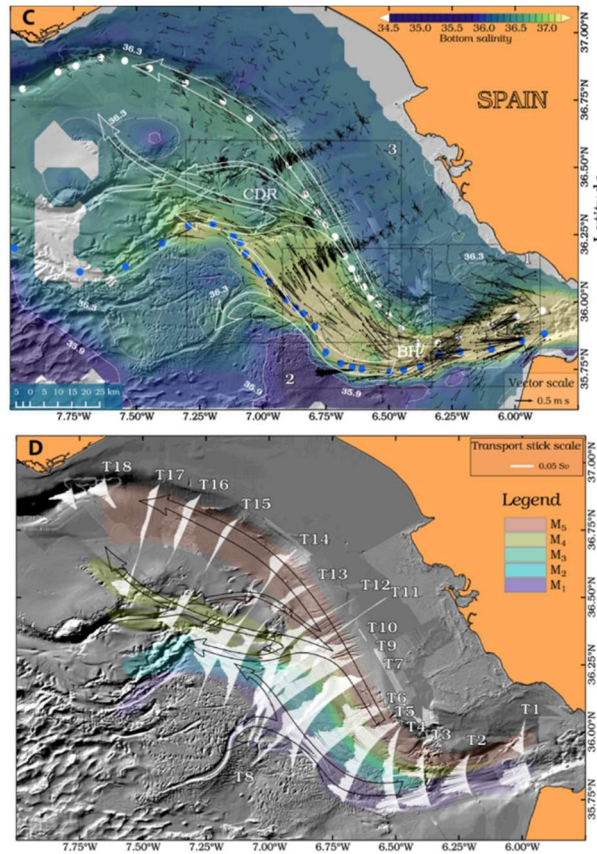 C
34.5 35.0 35.5 36.0 36.5 37.0
Bottom salinity
37.00°N
36.3
SPAIN
36.75°N
36.3
3
36.50°N
CDR
36.25°N
36.3
1
36.3
36.3
36.00°N
BH
35.9
2
35.9
35.9
35.75°N
5 0 5 10 15 20 25 km
Vector scale
0.5 m s
7.75°W 7.50°W 7.25°W 7.00°W 6.75°W 6.50°W 6.25°W 6.00°W
D
Transport stick scale
0.05 Sv
37.00°N
T18
T17
T16
T15
Legend
M5
M4
M3
M2
M1
36.75°N
T14
T13
T12
T11
36.50°N
T10
T9
T7
36.25°N
T6
T5
T4
T3
T2
T1
36.00°N
T8
35.75°N
7.75°W 7.50°W 7.25°W 7.00°W 6.75°W 6.50°W 6.25°W 6.00°W